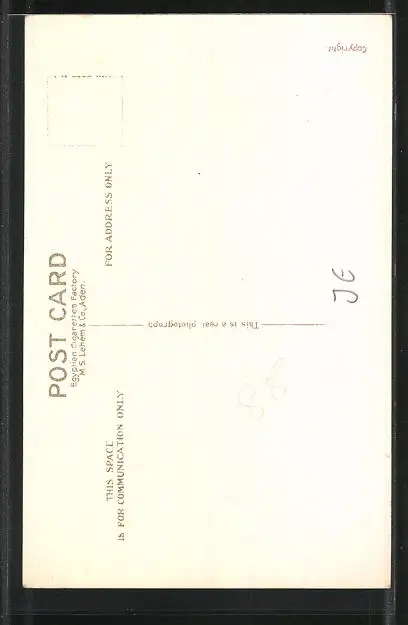 POST CARD
Egyptian Cigarettes Factory
M. S. Lehem & Co., Aden.
THIS SPACE
IS FOR COMMUNICATION ONLY
FOR ADDRESS ONLY
This is a real photograph
Copyright
JE